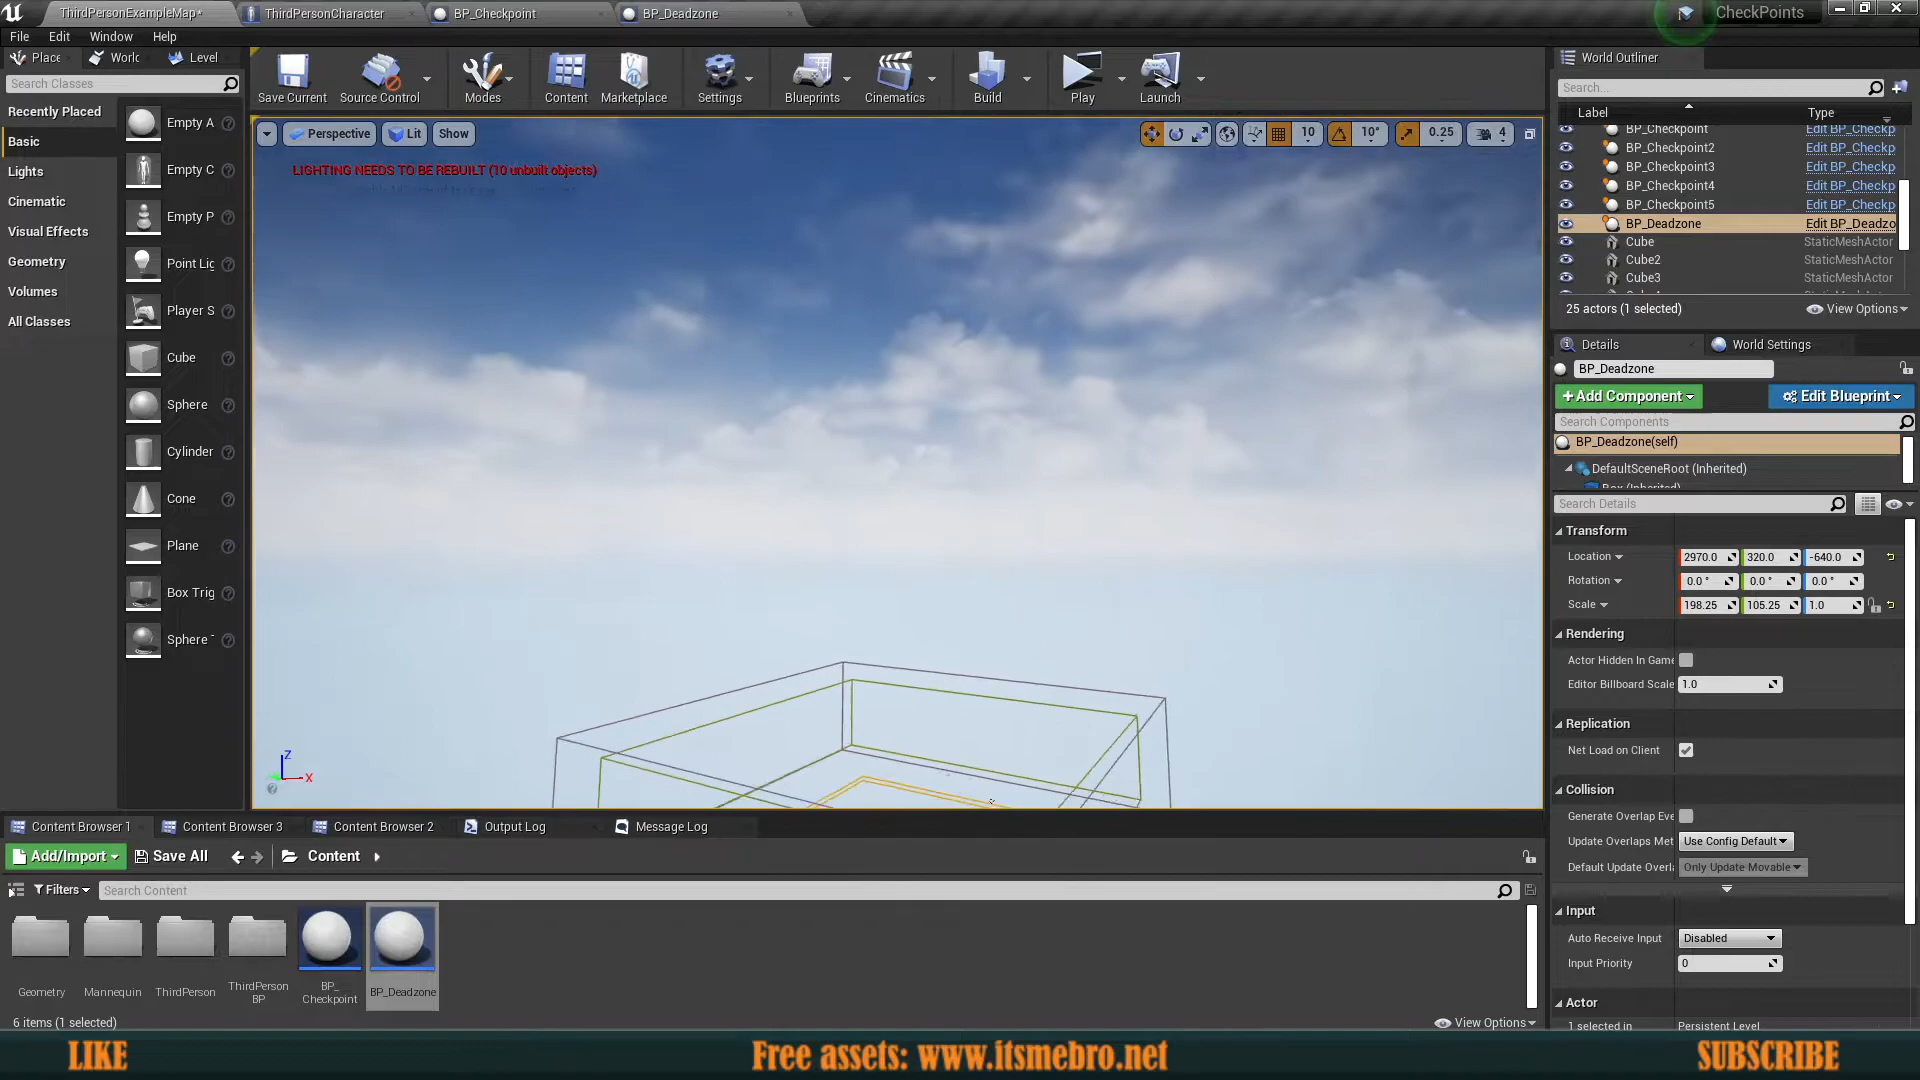 ThirdPersonExampleMap*
ThirdPersonCharacter
BP_Checkpoint
BP_Deadzone
CheckPoints
File
Edit
Window
Help
Place
World
Level
Search Classes
Recently Placed
Basic
Lights
Cinematic
Visual Effects
Geometry
Volumes
All Classes
Empty A
Empty C
Empty P
Point Lig
Player S
Cube
Sphere
Cylinder
Cone
Plane
Box Trig
Sphere
Save Current
Source Control
Modes
Content
Marketplace
Settings
Blueprints
Cinematics
Build
Play
Launch
Perspective
Lit
Show
10
10°
0.25
4
LIGHTING NEEDS TO BE REBUILT (10 unbuilt objects)
Z
X
World Outliner
Search...
Label
Type
BP_Checkpoint
Edit BP_Checkp
BP_Checkpoint2
Edit BP_Checkp
BP_Checkpoint3
Edit BP_Checkp
BP_Checkpoint4
Edit BP_Checkp
BP_Checkpoint5
Edit BP_Checkp
BP_Deadzone
Edit BP_Deadzo
Cube
StaticMeshActor
Cube2
StaticMeshActor
Cube3
StaticMeshActor
25 actors (1 selected)
View Options
Details
World Settings
BP_Deadzone
+Add Component
Edit Blueprint
Search Components
BP_Deadzone(self)
DefaultSceneRoot (Inherited)
Box (Inherited)
Search Details
Transform
Location
2970.0
320.0
-640.0
Rotation
0.0 °
0.0 °
0.0 °
Scale
198.25
105.25
1.0
Rendering
Actor Hidden In Game
Editor Billboard Scale
1.0
Replication
Net Load on Client
Collision
Generate Overlap Eve
Update Overlaps Met
Use Config Default
Default Update Overla
Only Update Movable
Input
Auto Receive Input
Disabled
Input Priority
0
Actor
1 selected in
Persistent Level
Content Browser 1
Content Browser 3
Content Browser 2
Output Log
Message Log
Add/Import
Save All
Content
Filters
Search Content
Geometry
Mannequin
ThirdPerson
ThirdPerson
BP
BP_
Checkpoint
BP_Deadzone
6 items (1 selected)
View Options
LIKE
Free assets: www.itsmebro.net
SUBSCRIBE